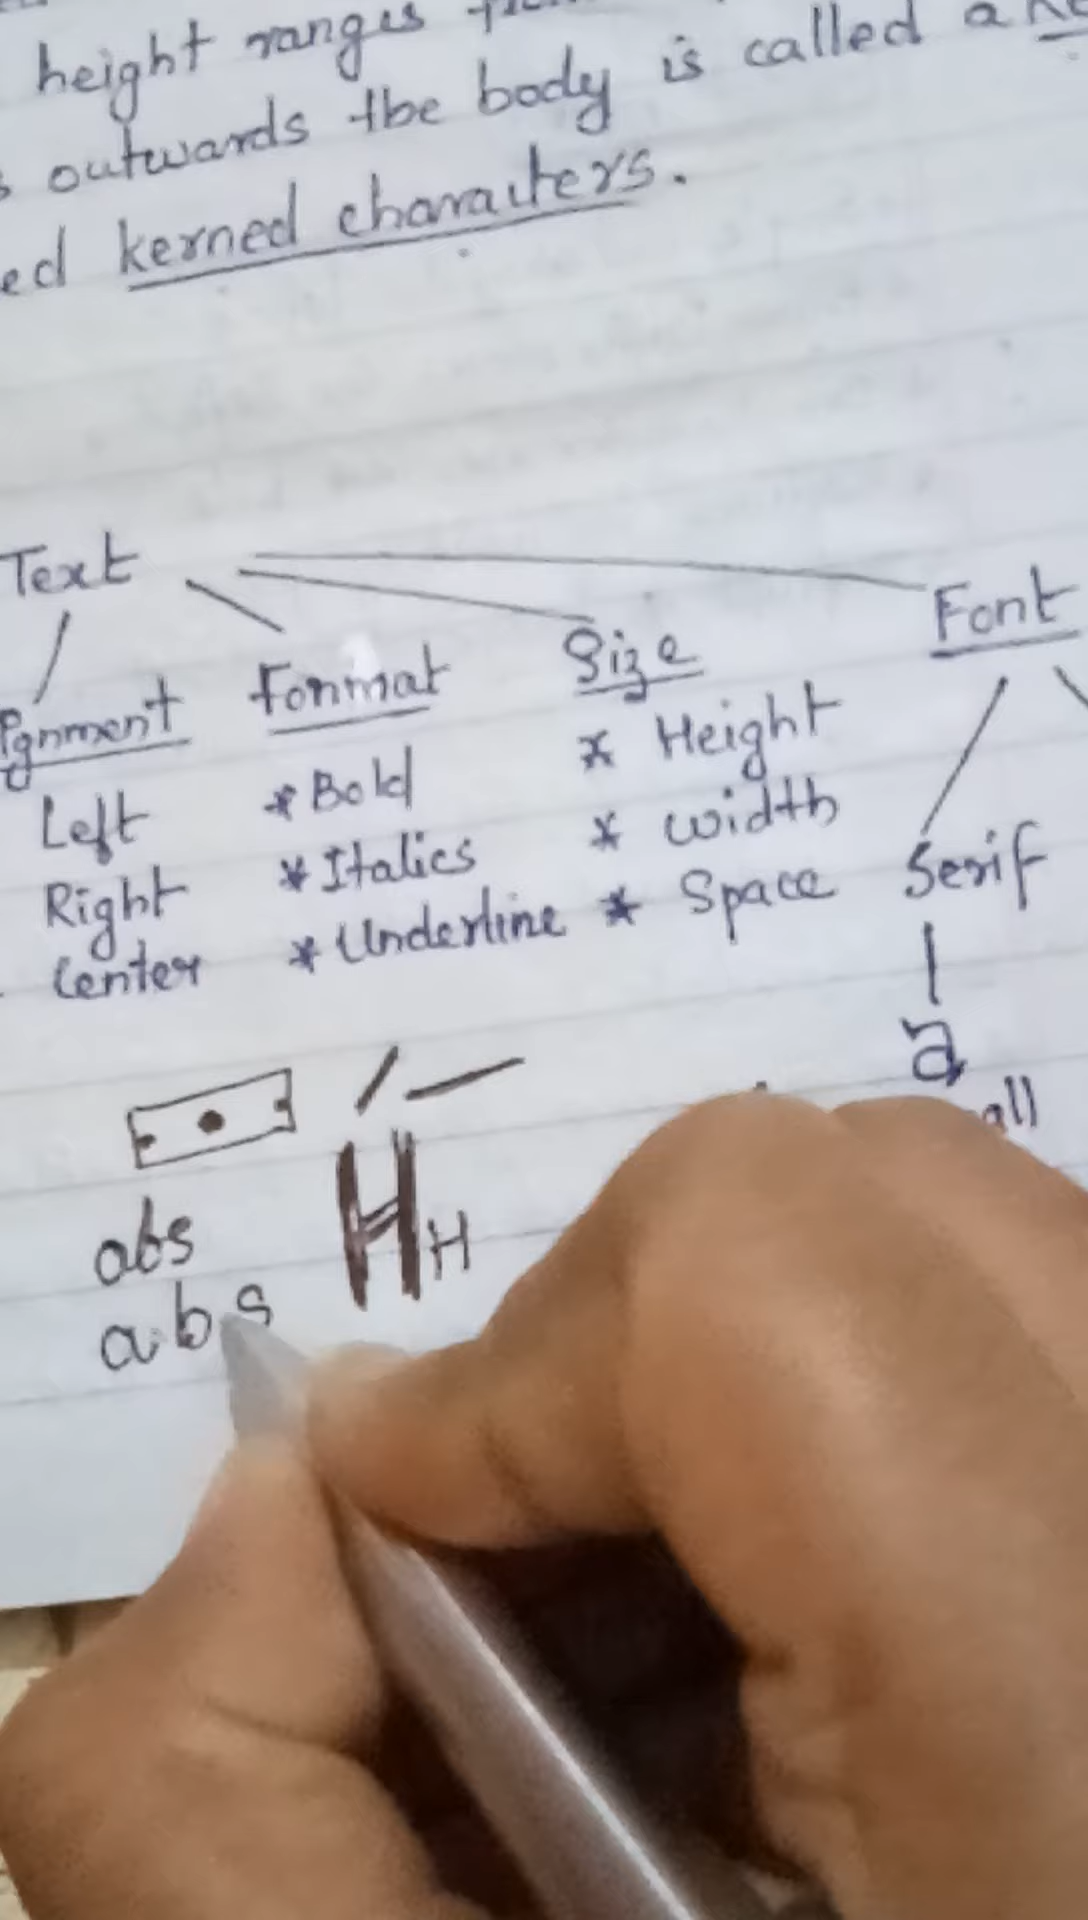 height ranges
outwards the body is called a
ed kerned characters.
Text
Font
Format
Size
Left
* Bold
* Height
Right
* Italics
* width
Serif
Center
* Underline
* Space
a
all
abs
H H
a b s